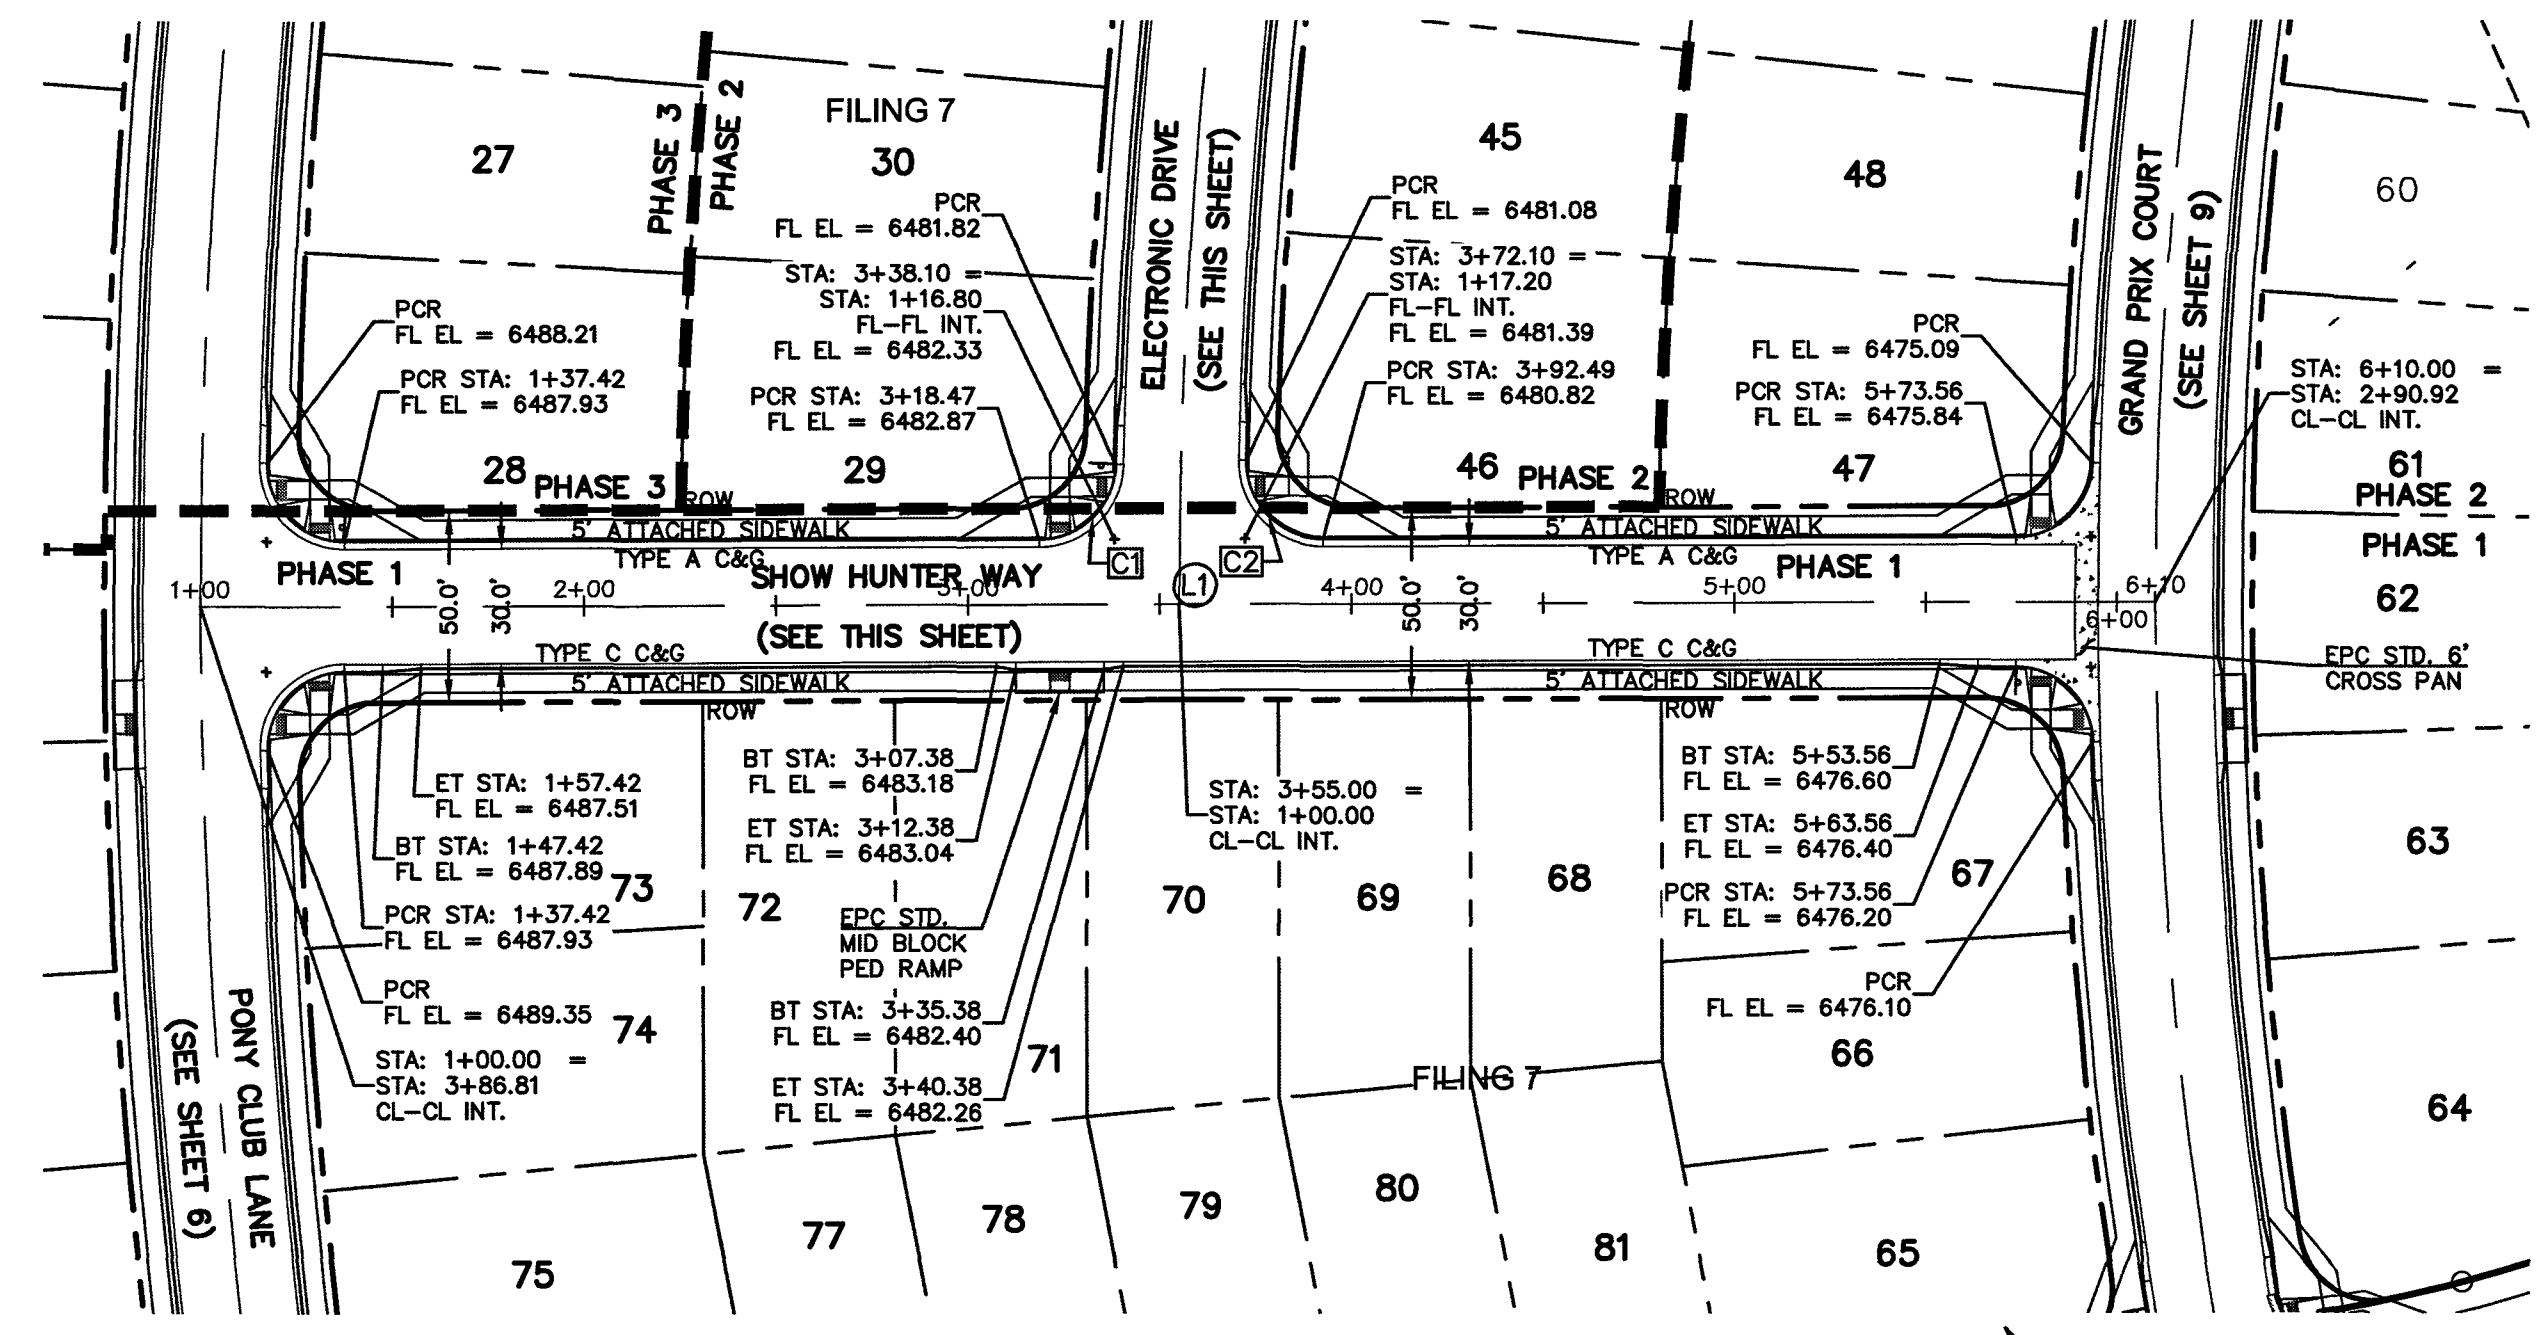 FILING 7
27
30
45
48
60
PHASE 3
PHASE 2
PCR
FL EL = 6481.82
STA: 3+38.10 =
STA: 1+16.80
FL-FL INT.
FL EL = 6482.33
PCR STA: 3+18.47
FL EL = 6482.87
PCR
FL EL = 6488.21
PCR STA: 1+37.42
FL EL = 6487.93
ELECTRONIC DRIVE
(SEE THIS SHEET)
PCR
FL EL = 6481.08
STA: 3+72.10 =
STA: 1+17.20
FL-FL INT.
FL EL = 6481.39
PCR STA: 3+92.49
FL EL = 6480.82
PCR
FL EL = 6475.09
PCR STA: 5+73.56
FL EL = 6475.84
GRAND PRIX COURT
(SEE SHEET 9)
STA: 6+10.00 =
STA: 2+90.92
CL-CL INT.
28
PHASE 3
ROW
29
46
PHASE 2
ROW
47
61
PHASE 2
PHASE 1
62
5' ATTACHED SIDEWALK
TYPE A C&G
5' ATTACHED SIDEWALK
TYPE A C&G
PHASE 1
SHOW HUNTER WAY
(SEE THIS SHEET)
C1
C2
L1
PHASE 1
1+00
2+00
3+00
4+00
5+00
6+00
6+10
50.0'
30.0'
50.0'
30.0'
TYPE C C&G
5' ATTACHED SIDEWALK
ROW
TYPE C C&G
5' ATTACHED SIDEWALK
ROW
EPC STD. 6'
CROSS PAN
ET STA: 1+57.42
FL EL = 6487.51
BT STA: 1+47.42
FL EL = 6487.89
PCR STA: 1+37.42
FL EL = 6487.93
PCR
FL EL = 6489.35
STA: 1+00.00 =
STA: 3+86.81
CL-CL INT.
73
74
72
BT STA: 3+07.38
FL EL = 6483.18
ET STA: 3+12.38
FL EL = 6483.04
EPC STD.
MID BLOCK
PED RAMP
BT STA: 3+35.38
FL EL = 6482.40
ET STA: 3+40.38
FL EL = 6482.26
71
STA: 3+55.00 =
STA: 1+00.00
CL-CL INT.
70
69
68
67
BT STA: 5+53.56
FL EL = 6476.60
ET STA: 5+63.56
FL EL = 6476.40
PCR STA: 5+73.56
FL EL = 6476.20
PCR
FL EL = 6476.10
66
63
64
FILING 7
PONY CLUB LANE
(SEE SHEET 6)
75
77
78
79
80
81
65